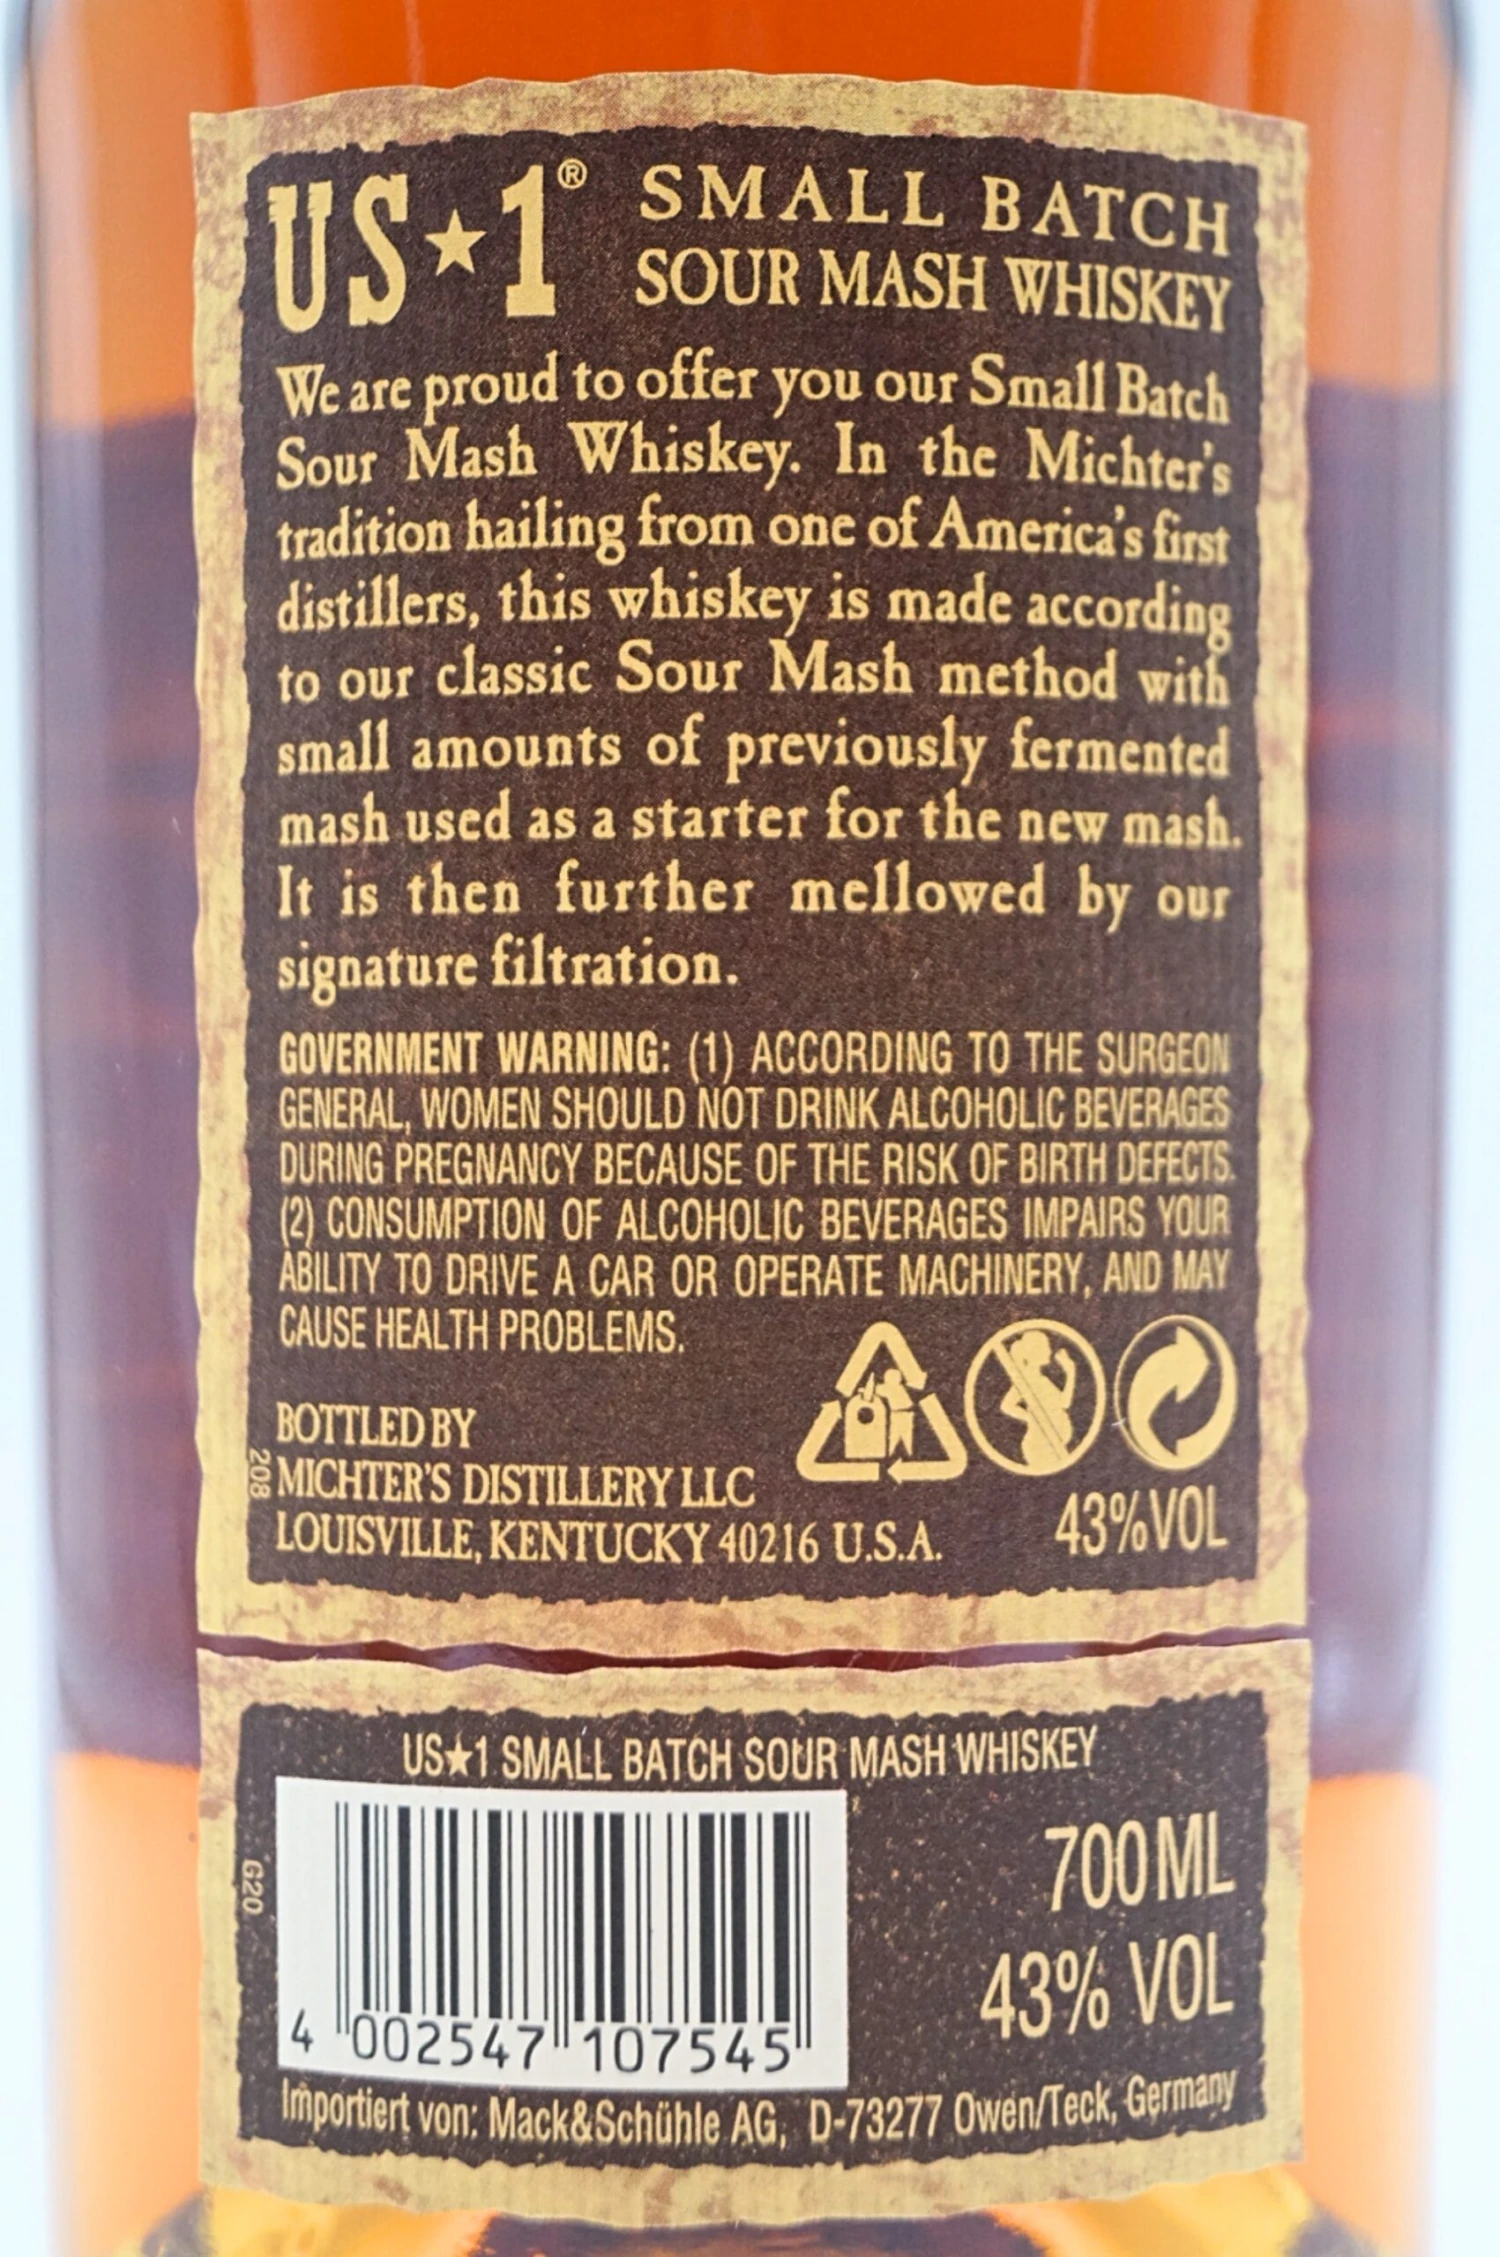 US★1® SMALL BATCH
SOUR MASH WHISKEY
We are proud to offer you our Small Batch
Sour Mash Whiskey. In the Michter's
tradition hailing from one of America's first
distillers, this whiskey is made according
to our classic Sour Mash method with
small amounts of previously fermented
mash used as a starter for the new mash.
It is then further mellowed by our
signature filtration.
GOVERNMENT WARNING: (1) ACCORDING TO THE SURGEON
GENERAL, WOMEN SHOULD NOT DRINK ALCOHOLIC BEVERAGES
DURING PREGNANCY BECAUSE OF THE RISK OF BIRTH DEFECTS.
(2) CONSUMPTION OF ALCOHOLIC BEVERAGES IMPAIRS YOUR
ABILITY TO DRIVE A CAR OR OPERATE MACHINERY, AND MAY
CAUSE HEALTH PROBLEMS.
BOTTLED BY
MICHTER'S DISTILLERY LLC
LOUISVILLE, KENTUCKY 40216 U.S.A.
208
43%VOL
US★1 SMALL BATCH SOUR MASH WHISKEY
700 ML
43% VOL
G20
4 002547 107545
Importiert von: Mack&Schühle AG, D-73277 Owen/Teck, Germany